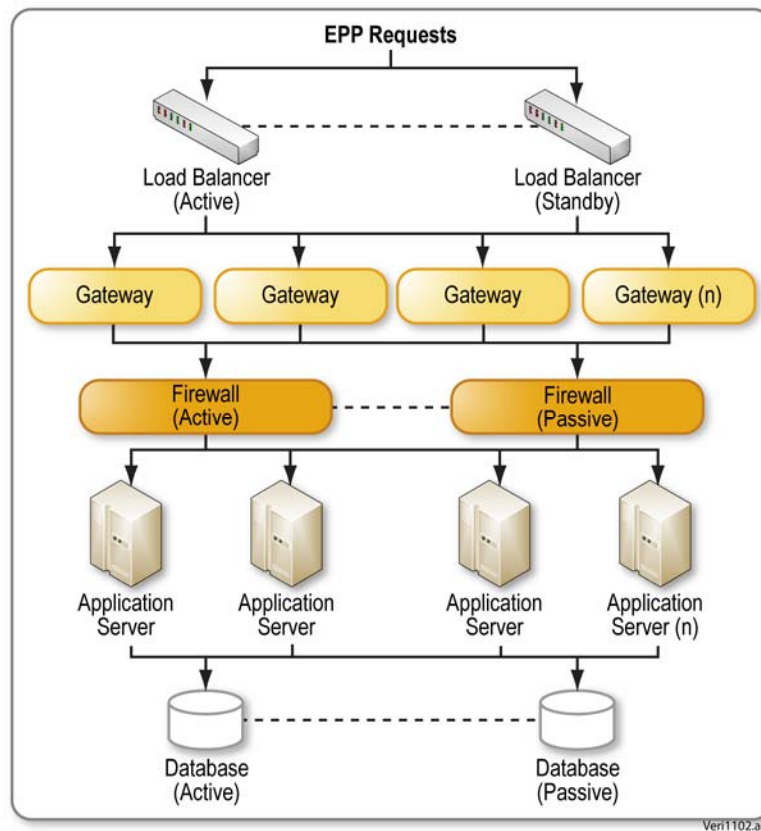 EPP Requests
Load Balancer
(Active)
Load Balancer
(Standby)
Gateway
Gateway
Gateway
Gateway (n)
Firewall
(Active)
Firewall
(Passive)
Application
Server
Application
Server
Application
Server
Application
Server (n)
Database
(Active)
Database
(Passive)
Veri1102.a